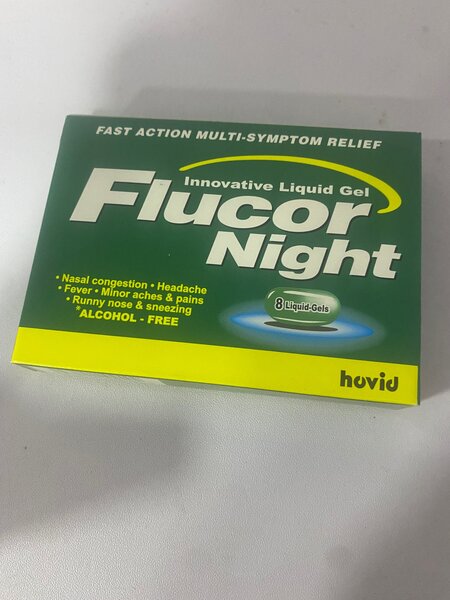 FAST ACTION MULTI-SYMPTOM RELIEF
Innovative Liquid Gel
Flucor
Night
• Nasal congestion • Headache
• Fever • Minor aches & pains
• Runny nose & sneezing
*ALCOHOL - FREE
8 Liquid-Gels
hovid